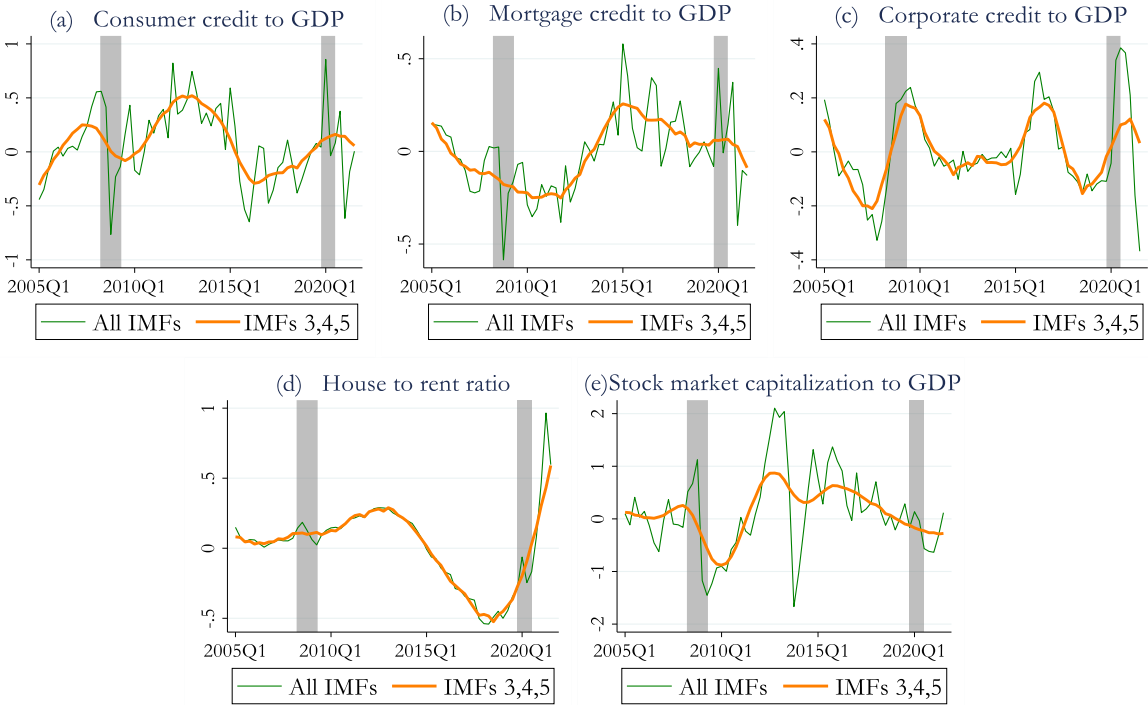 (a) Consumer credit to GDP
1
.5
0
-.5
-1
2005Q1 2010Q1 2015Q1 2020Q1
All IMFs IMFs 3,4,5
(b) Mortgage credit to GDP
.5
0
-.5
2005Q1 2010Q1 2015Q1 2020Q1
All IMFs IMFs 3,4,5
(c) Corporate credit to GDP
.4
.2
0
-.2
-.4
2005Q1 2010Q1 2015Q1 2020Q1
All IMFs IMFs 3,4,5
(d) House to rent ratio
1
.5
0
-.5
2005Q1 2010Q1 2015Q1 2020Q1
All IMFs IMFs 3,4,5
(e)Stock market capitalization to GDP
2
1
0
-1
-2
2005Q1 2010Q1 2015Q1 2020Q1
All IMFs IMFs 3,4,5